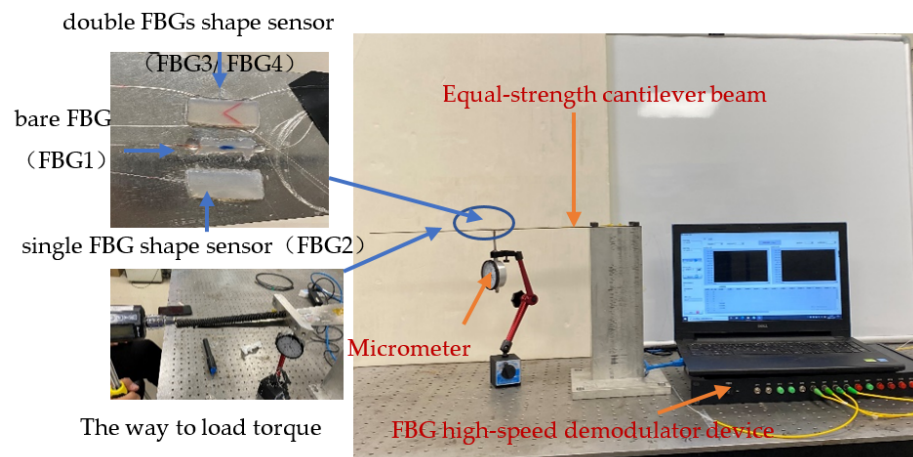 double FBGs shape sensor
（FBG3/ FBG4）
bare FBG
（FBG1）
single FBG shape sensor（FBG2）
The way to load torque
Equal-strength cantilever beam
Micrometer
FBG high-speed demodulator device
DELL